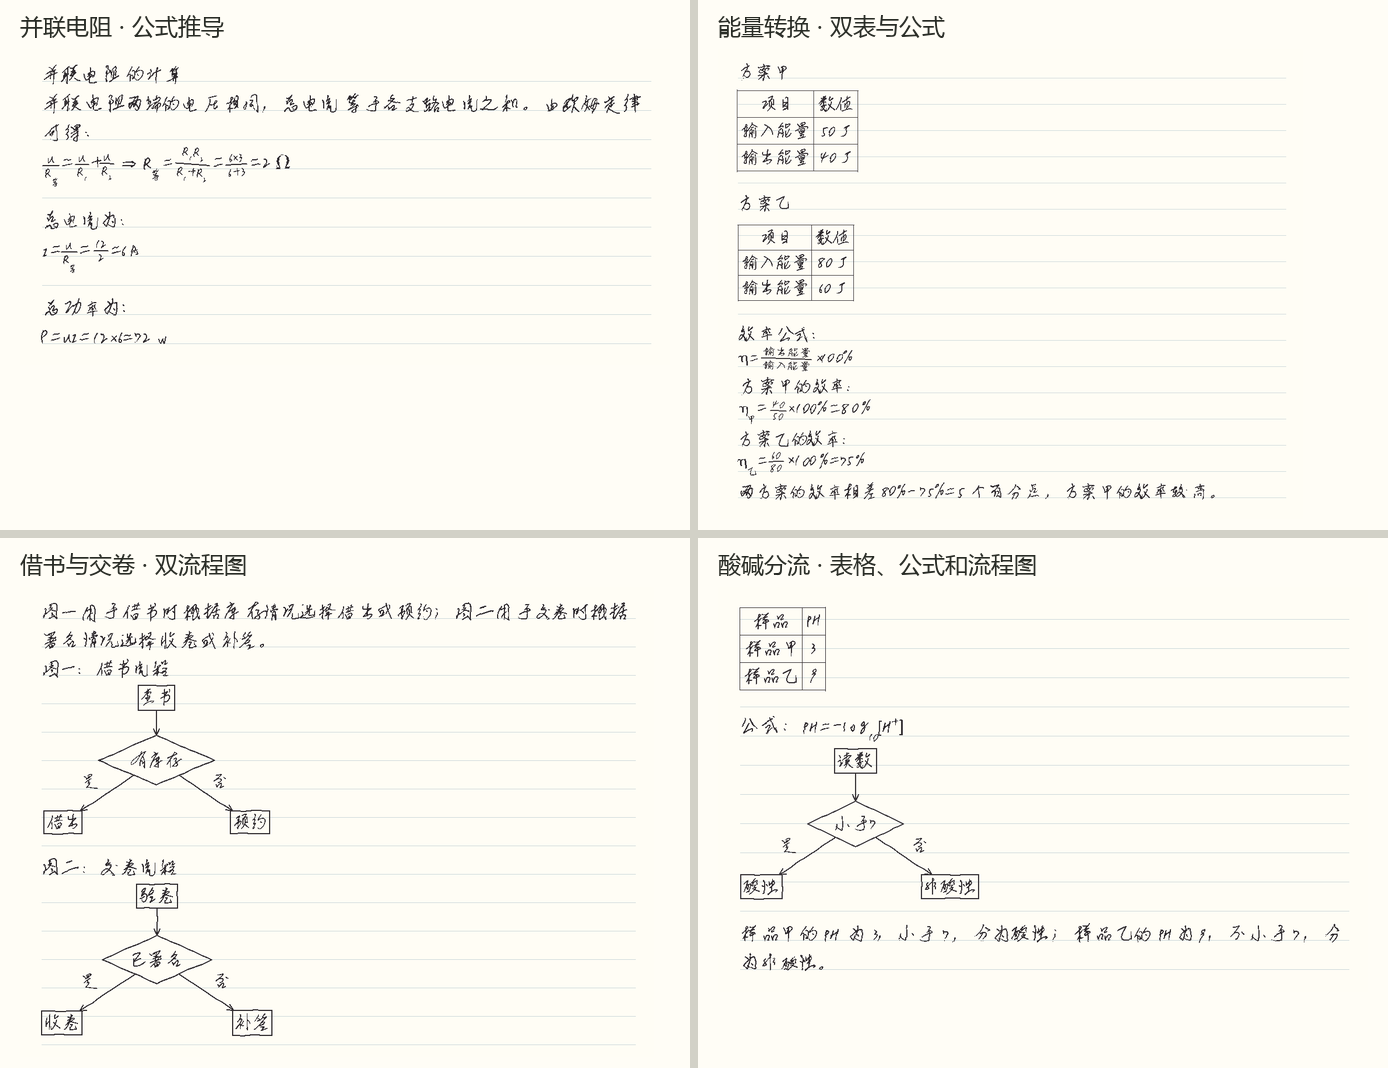 并联电阻 · 公式推导
并联电阻的计算
并联电阻两端的电压相同，总电流等于各支路电流之和。由欧姆定律
可得：
U/R等=U/R₁+U/R₂⇒R等=R₁R₂/(R₁+R₂)=6×3/(6+3)=2 Ω
总电流为：
I=U/R等=12/2=6 A
总功率为：
P=UI=12×6=72 W
能量转换 · 双表与公式
方案甲
项目 数值
输入能量 50 J
输出能量 40 J
方案乙
项目 数值
输入能量 80 J
输出能量 60 J
效率公式：
η=输出能量/输入能量×100%
方案甲的效率：
η甲=40/50×100%=80%
方案乙的效率：
η乙=60/80×100%=75%
两方案的效率相差80%-75%=5个百分点，方案甲的效率较高。
借书与交卷 · 双流程图
图一用于借书时根据库存情况选择借出或预约；图二用于交卷时根据
署名情况选择收卷或补签。
图一：借书流程
查书
有库存
是 否
借出 预约
图二：交卷流程
验卷
已署名
是 否
收卷 补签
酸碱分流 · 表格、公式和流程图
样品 pH
样品甲 3
样品乙 9
公式：pH=-log₁₀[H⁺]
读数
小于7
是 否
酸性 非酸性
样品甲的pH为3，小于7，分为酸性；样品乙的pH为9，不小于7，分
为非酸性。